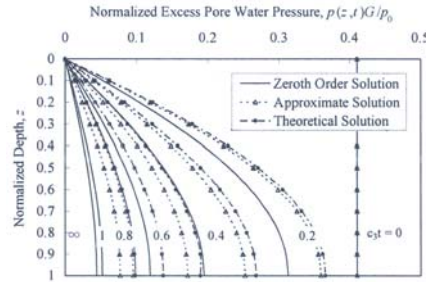 Normalized Excess Pore Water Pressure, p(z,t)G/p₀
0 0.1 0.2 0.3 0.4 0.5
Normalized Depth, z
0
0.1
0.2
0.3
0.4
0.5
0.6
0.7
0.8
0.9
1
Zeroth Order Solution
Approximate Solution
Theoretical Solution
∞ 1 0.8 0.6 0.4 0.2 c₃t = 0